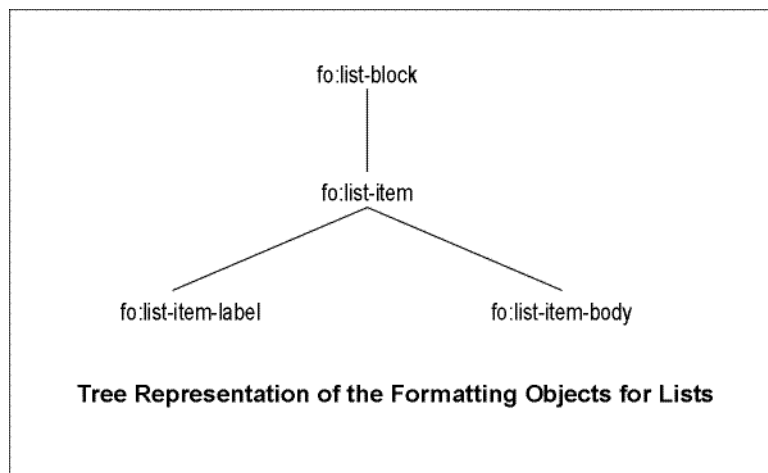 fo:list-block
fo:list-item
fo:list-item-label fo:list-item-body
Tree Representation of the Formatting Objects for Lists